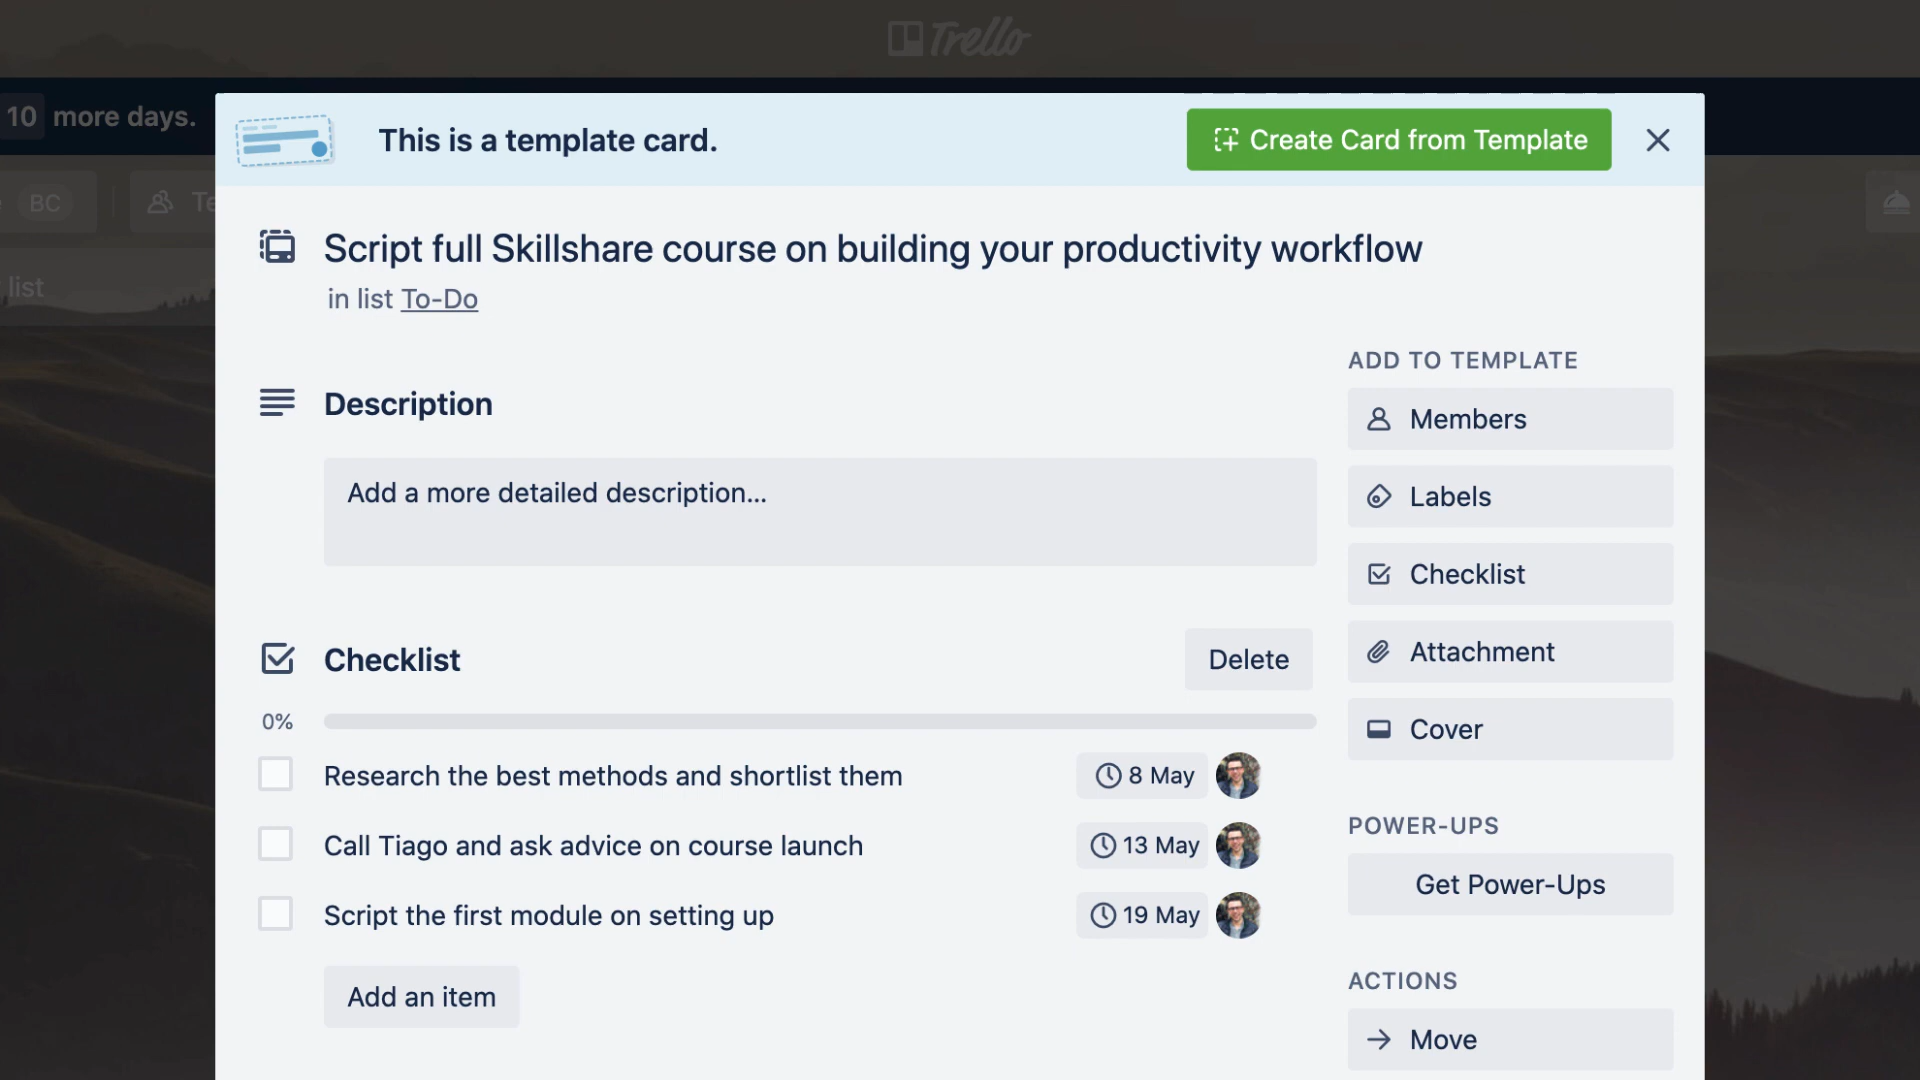 Trello
10 more days.
This is a template card.
Create Card from Template
BC
Te
list
Script full Skillshare course on building your productivity workflow
in list To-Do
Description
Add a more detailed description...
Checklist
Delete
0%
Research the best methods and shortlist them
8 May
Call Tiago and ask advice on course launch
13 May
Script the first module on setting up
19 May
Add an item
ADD TO TEMPLATE
Members
Labels
Checklist
Attachment
Cover
POWER-UPS
Get Power-Ups
ACTIONS
Move